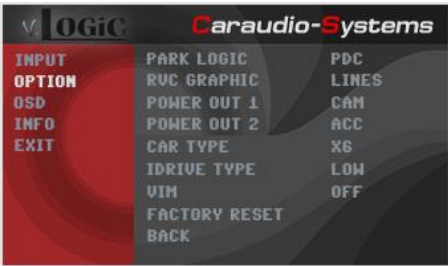 v.LOGiC Caraudio-Systems
INPUT
OPTION
OSD
INFO
EXIT
PARK LOGIC PDC
RVC GRAPHIC LINES
POWER OUT 1 CAM
POWER OUT 2 ACC
CAR TYPE X6
IDRIVE TYPE LOW
VIM OFF
FACTORY RESET
BACK